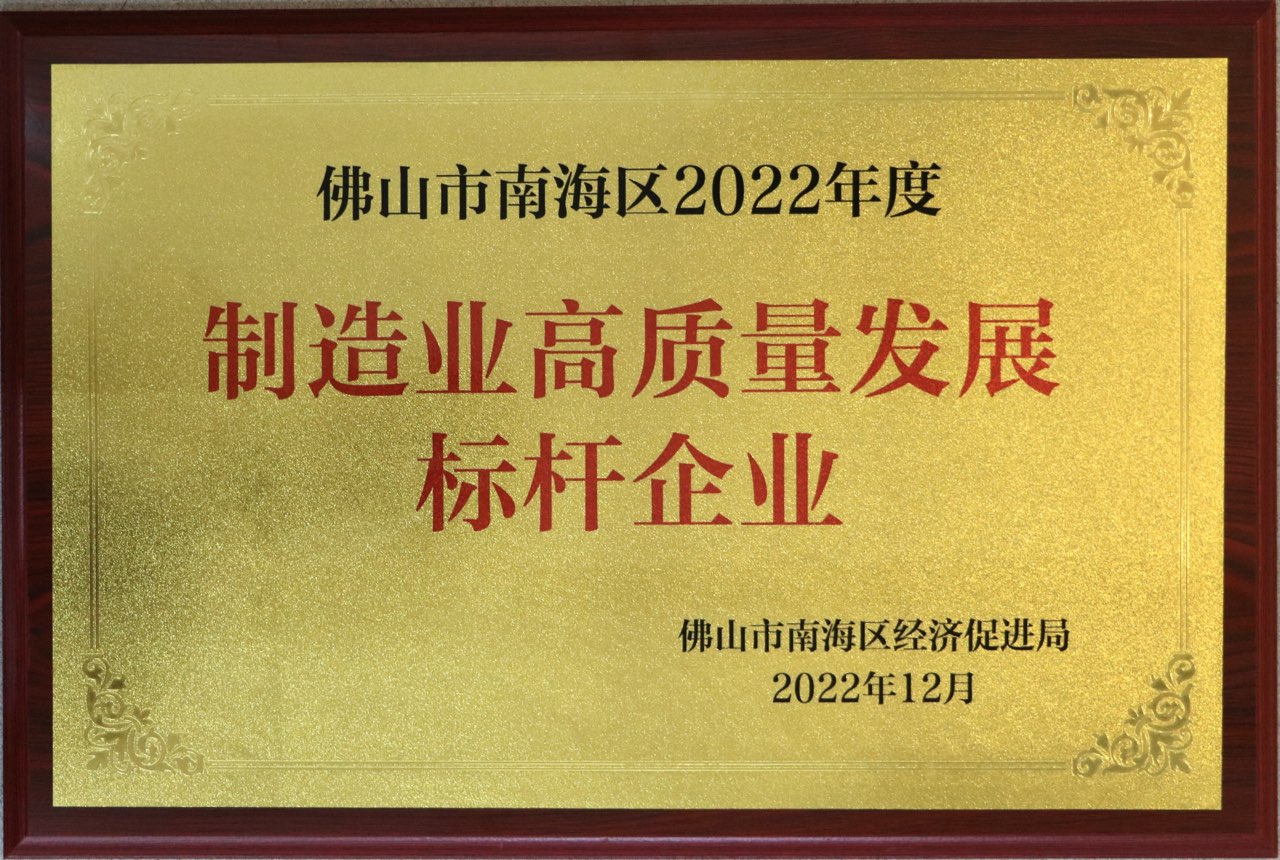 佛山市南海区2022年度
制造业高质量发展
标杆企业
佛山市南海区经济促进局
2022年12月